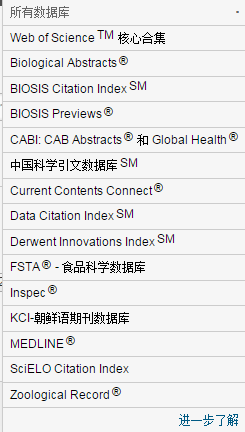 所有数据库
Web of Science TM 核心合集
Biological Abstracts®
BIOSIS Citation Index SM
BIOSIS Previews®
CABI: CAB Abstracts® 和 Global Health®
中国科学引文数据库 SM
Current Contents Connect®
Data Citation Index SM
Derwent Innovations Index SM
FSTA® - 食品科学数据库
Inspec®
KCI-朝鲜语期刊数据库
MEDLINE®
SciELO Citation Index
Zoological Record®
进一步了解